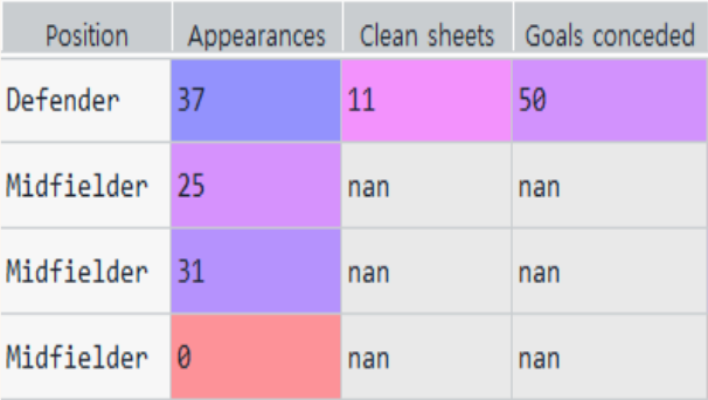 Position Appearances Clean sheets Goals conceded
Defender 37 11 50
Midfielder 25 nan nan
Midfielder 31 nan nan
Midfielder 0 nan nan